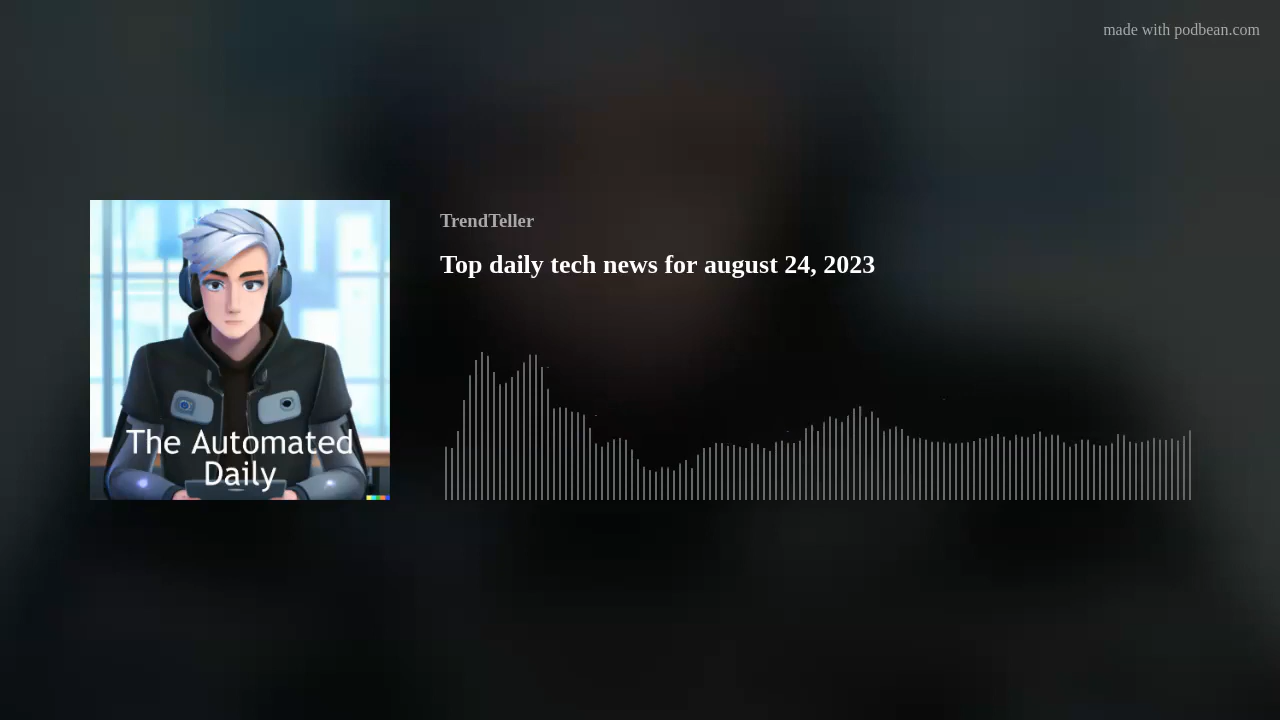 made with podbean.com
TrendTeller
Top daily tech news for august 24, 2023
The Automated
Daily